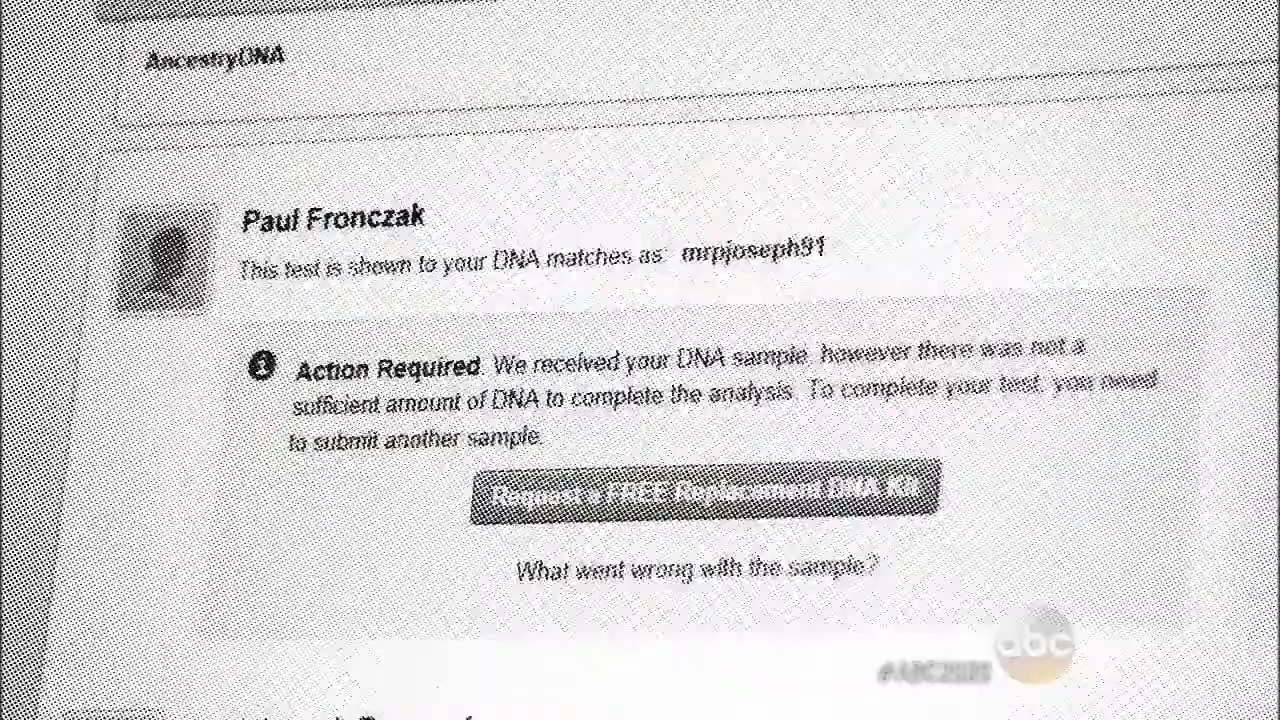 AncestryDNA
Paul Fronczak
This test is shown to your DNA matches as: mrpjoseph91
Action Required. We received your DNA sample, however there was not a
sufficient amount of DNA to complete the analysis. To complete your test, you need
to submit another sample.
Request a FREE Replacement DNA Kit
What went wrong with the sample?
abc
#ABC2020